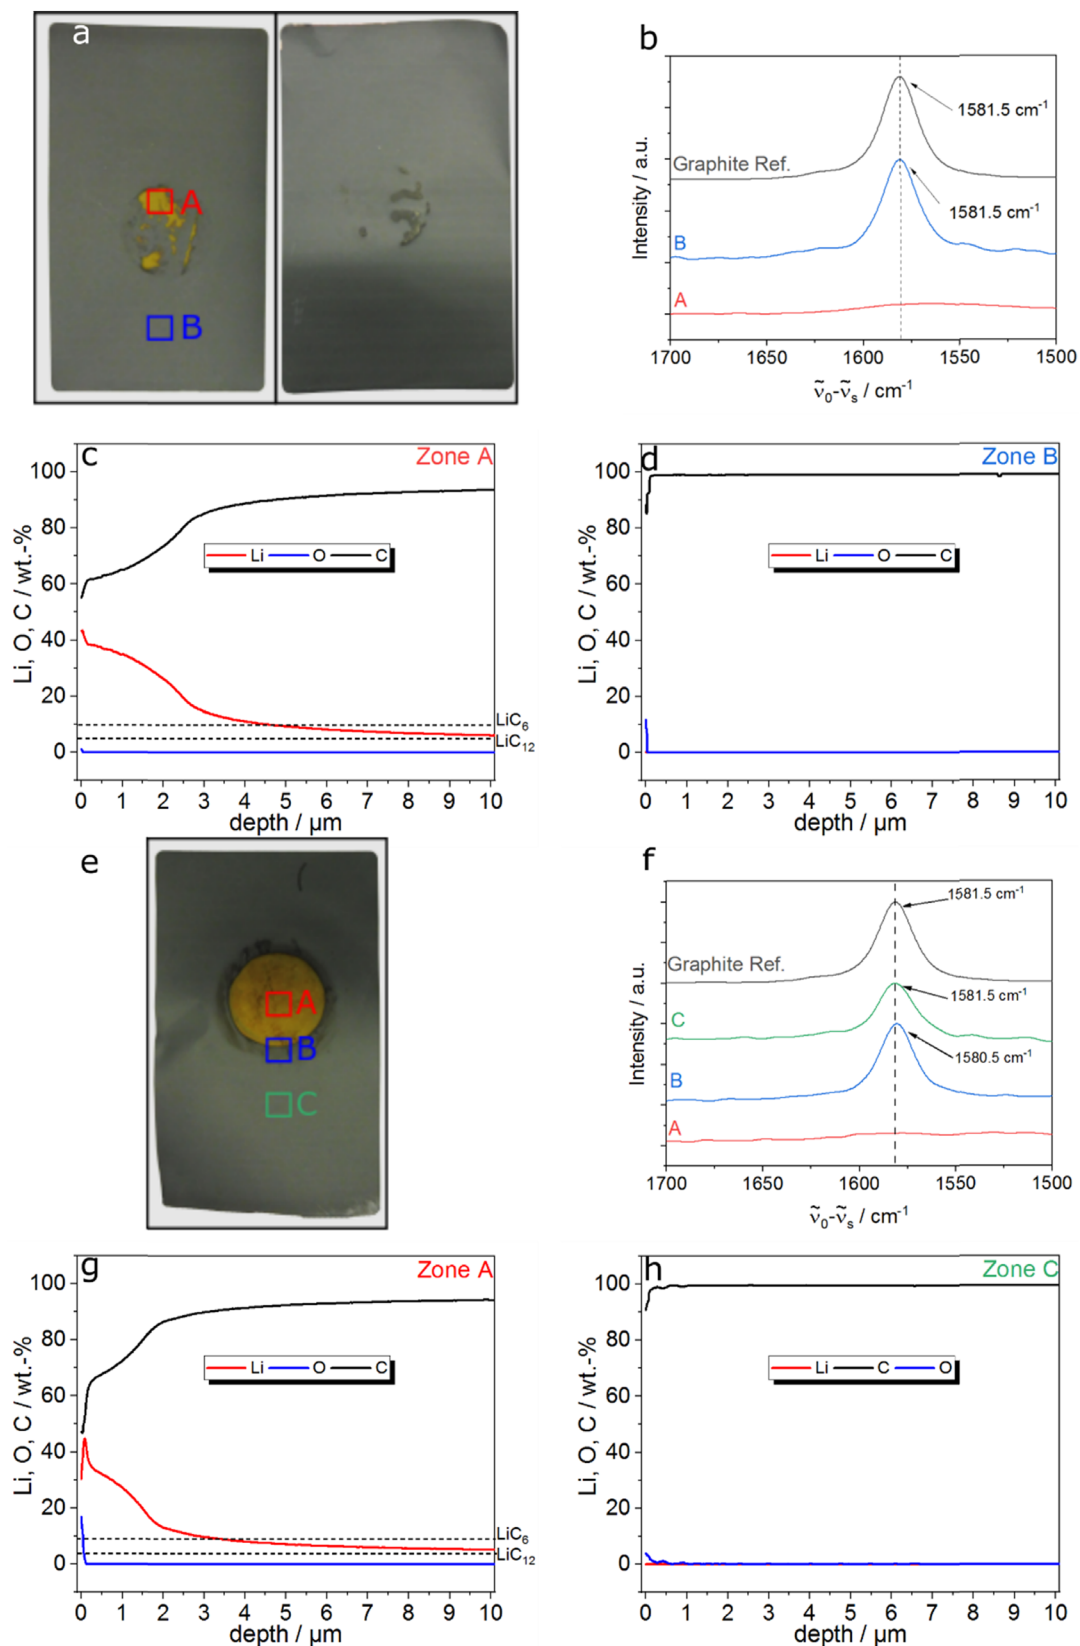 a
A
B
b
1581.5 cm⁻¹
Graphite Ref.
1581.5 cm⁻¹
B
A
Intensity / a.u.
1700 1650 1600 1550 1500
ṽ₀-ṽₛ / cm⁻¹
c
Zone A
Li O C
LiC₆
LiC₁₂
Li, O, C / wt.-%
100
80
60
40
20
0
0 1 2 3 4 5 6 7 8 9 10
depth / µm
d
Zone B
Li O C
Li, O, C / wt.-%
100
80
60
40
20
0
0 1 2 3 4 5 6 7 8 9 10
depth / µm
e
A
B
C
f
1581.5 cm⁻¹
Graphite Ref.
1581.5 cm⁻¹
C
1580.5 cm⁻¹
B
A
Intensity / a.u.
1700 1650 1600 1550 1500
ṽ₀-ṽₛ / cm⁻¹
g
Zone A
Li O C
LiC₆
LiC₁₂
Li, O, C / wt.-%
100
80
60
40
20
0
0 1 2 3 4 5 6 7 8 9 10
depth / µm
h
Zone C
Li C O
Li, O, C / wt.-%
100
80
60
40
20
0
0 1 2 3 4 5 6 7 8 9 10
depth / µm